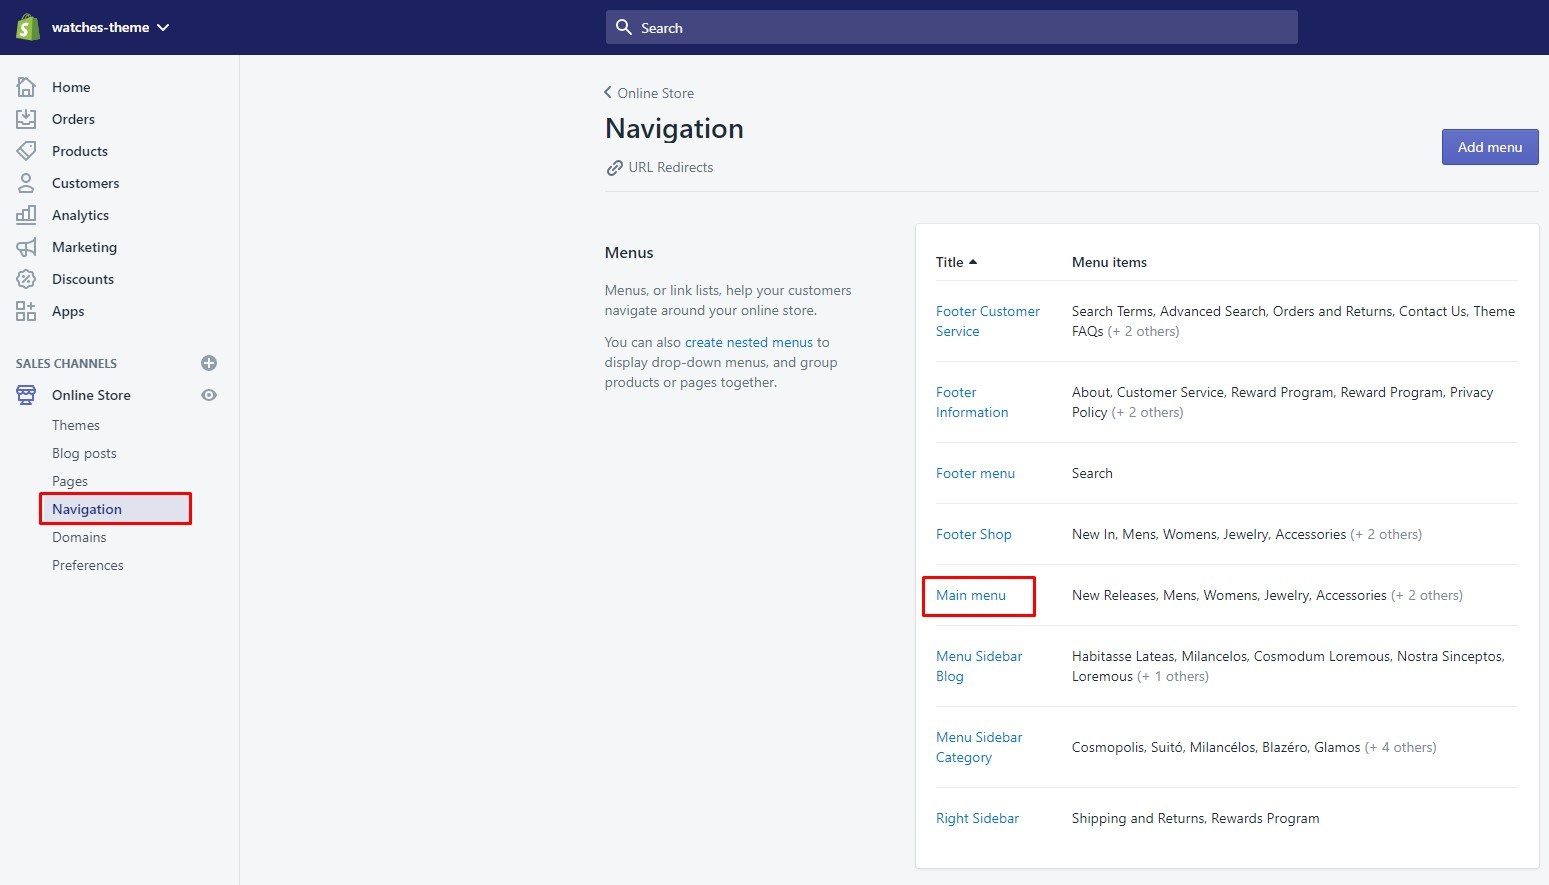 watches-theme
Search
Home
Orders
Products
Customers
Analytics
Marketing
Discounts
Apps
SALES CHANNELS
Online Store
Themes
Blog posts
Pages
Navigation
Domains
Preferences
Online Store
Navigation
URL Redirects
Add menu
Menus
Menus, or link lists, help your customers
navigate around your online store.
You can also create nested menus to
display drop-down menus, and group
products or pages together.
Title Menu items
Footer Customer
Service
Search Terms, Advanced Search, Orders and Returns, Contact Us, Theme
FAQs (+ 2 others)
Footer
Information
About, Customer Service, Reward Program, Reward Program, Privacy
Policy (+ 2 others)
Footer menu
Search
Footer Shop
New In, Mens, Womens, Jewelry, Accessories (+ 2 others)
Main menu
New Releases, Mens, Womens, Jewelry, Accessories (+ 2 others)
Menu Sidebar
Blog
Habitasse Lateas, Milancelos, Cosmodum Loremous, Nostra Sinceptos,
Loremous (+ 1 others)
Menu Sidebar
Category
Cosmopolis, Suitó, Milancélos, Blazéro, Glamos (+ 4 others)
Right Sidebar
Shipping and Returns, Rewards Program